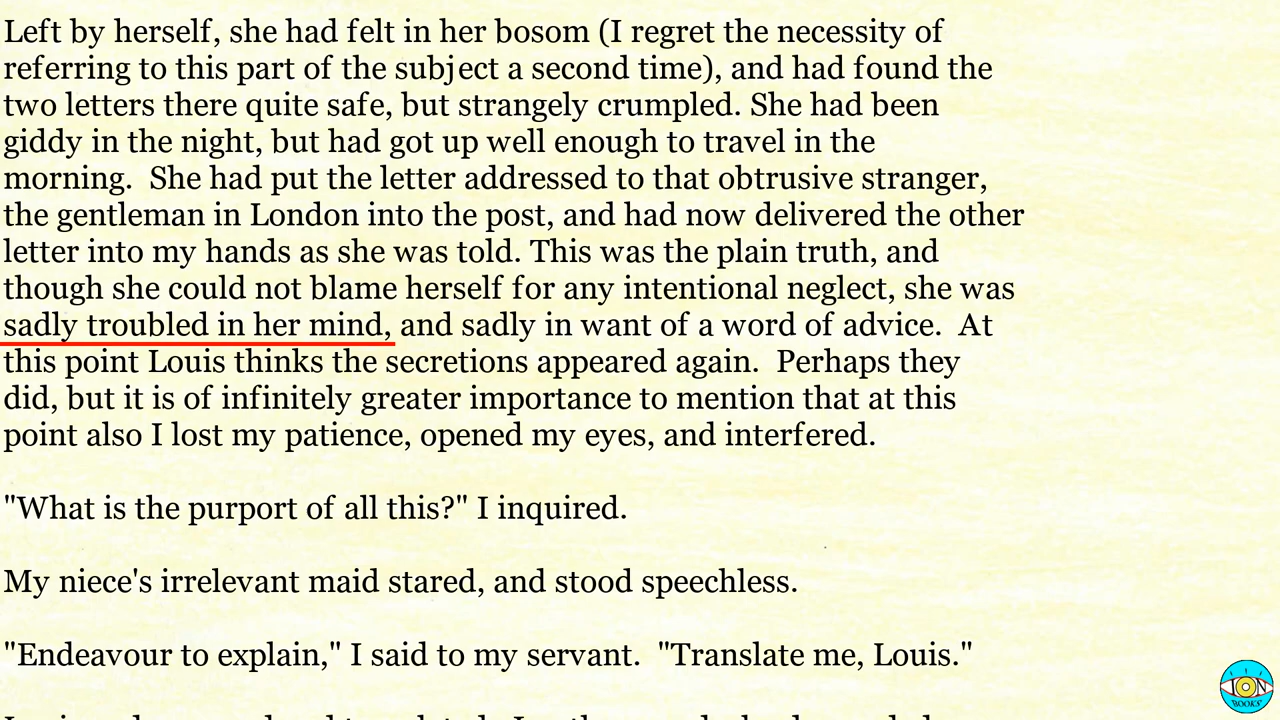 Left by herself, she had felt in her bosom (I regret the necessity of
referring to this part of the subject a second time), and had found the
two letters there quite safe, but strangely crumpled. She had been
giddy in the night, but had got up well enough to travel in the
morning.  She had put the letter addressed to that obtrusive stranger,
the gentleman in London into the post, and had now delivered the other
letter into my hands as she was told. This was the plain truth, and
though she could not blame herself for any intentional neglect, she was
sadly troubled in her mind, and sadly in want of a word of advice.  At
this point Louis thinks the secretions appeared again.  Perhaps they
did, but it is of infinitely greater importance to mention that at this
point also I lost my patience, opened my eyes, and interfered.
"What is the purport of all this?" I inquired.
My niece's irrelevant maid stared, and stood speechless.
"Endeavour to explain," I said to my servant.  "Translate me, Louis."
ION
BOOKS